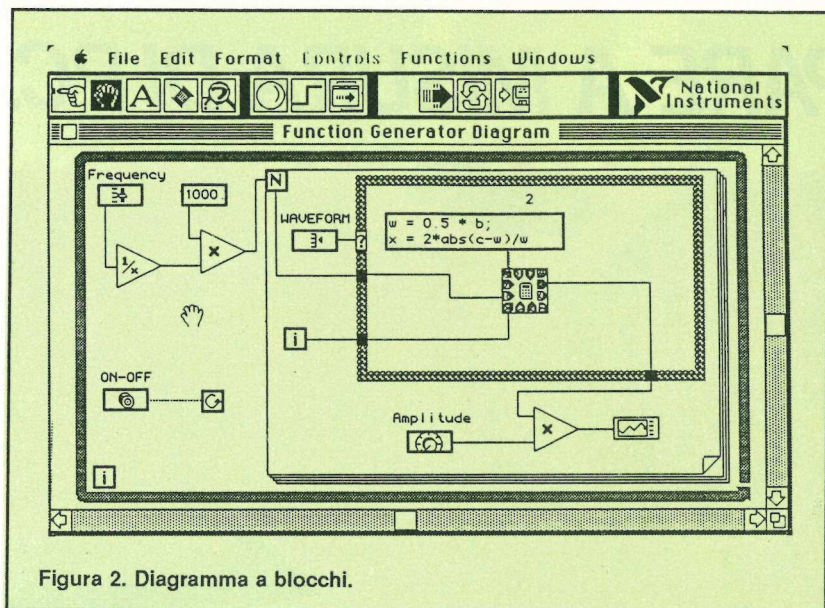 File Edit Format Controls Functions Windows
A
National
Instruments
Function Generator Diagram
Frequency
1000.
N
2
WAVEFORM
w = 0.5 * b;
x = 2*abs(c-w)/w
?
1/x
x
i
ON-OFF
Amplitude
x
i
Figura 2. Diagramma a blocchi.